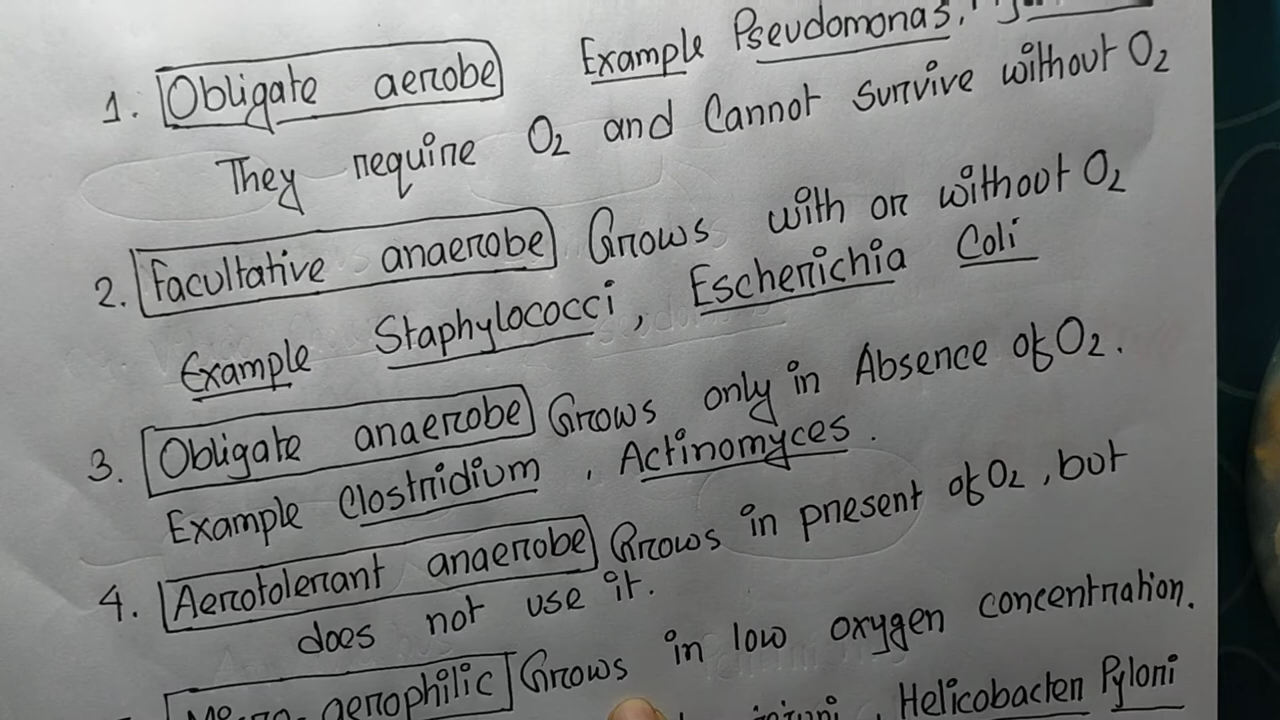 1. Obligate aerobe Example Pseudomonas,
They require O2 and Cannot survive without O2
2. Facultative anaerobe Grows with or without O2
Example Staphylococci, Escherichia Coli
3. Obligate anaerobe Grows only in Absence of O2.
Example Clostridium, Actinomyces.
4. Aerotolerant anaerobe Grows in present of O2, but
does not use it.
aerophilic Grows in low oxygen concentration.
, Helicobacter Pylori